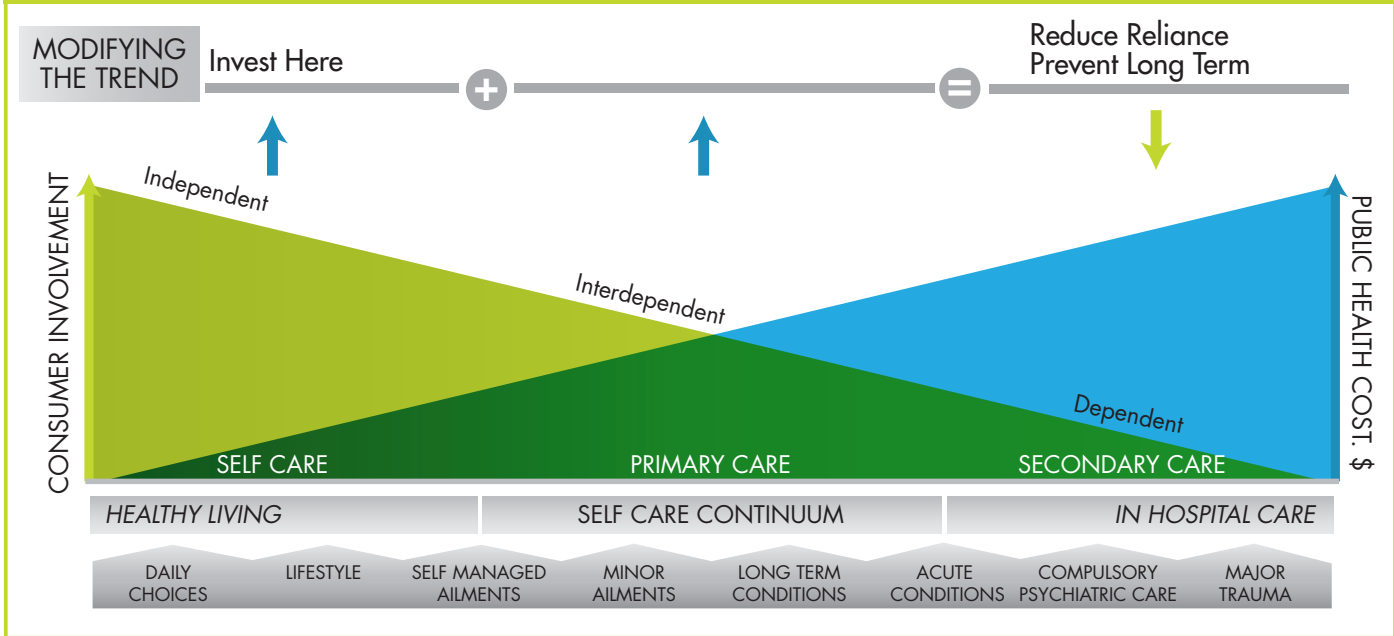 MODIFYING
THE TREND
Invest Here
+
=
Reduce Reliance
Prevent Long Term
CONSUMER INVOLVEMENT
Independent
Interdependent
Dependent
PUBLIC HEALTH COST. $
SELF CARE
PRIMARY CARE
SECONDARY CARE
HEALTHY LIVING
SELF CARE CONTINUUM
IN HOSPITAL CARE
DAILY
CHOICES
LIFESTYLE
SELF MANAGED
AILMENTS
MINOR
AILMENTS
LONG TERM
CONDITIONS
ACUTE
CONDITIONS
COMPULSORY
PSYCHIATRIC CARE
MAJOR
TRAUMA